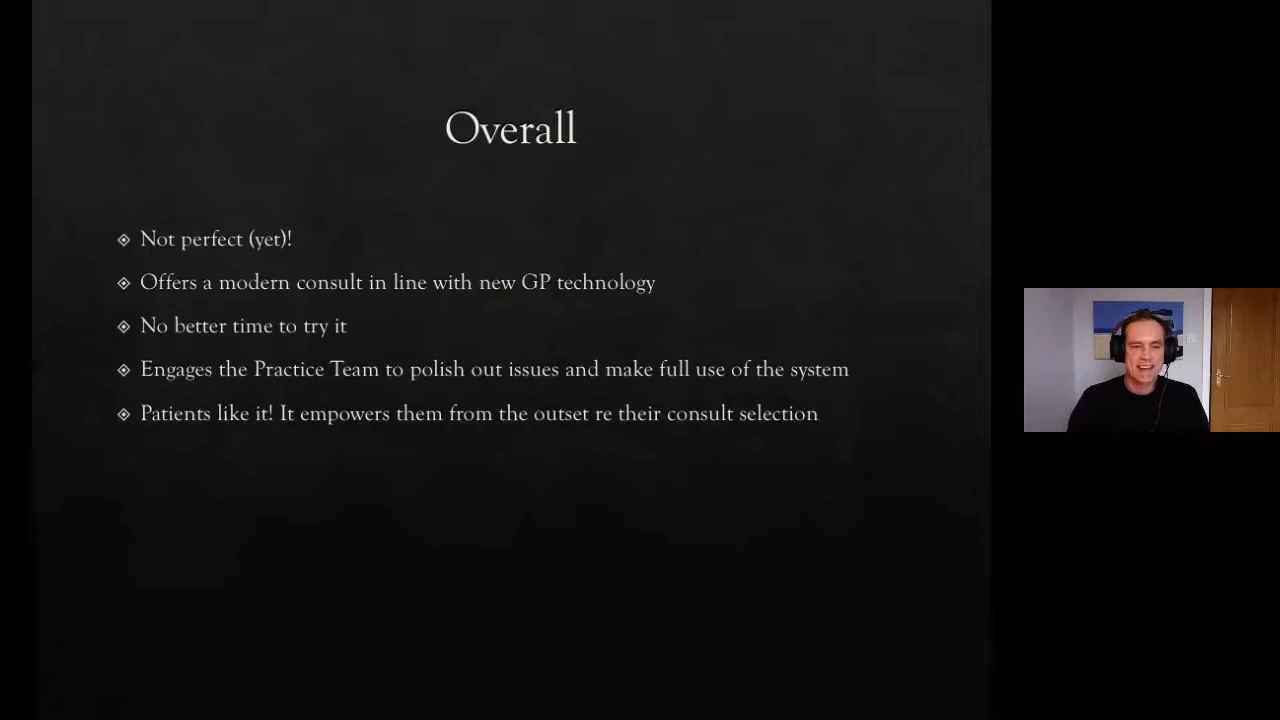 Overall
Not perfect (yet)!
Offers a modern consult in line with new GP technology
No better time to try it
Engages the Practice Team to polish out issues and make full use of the system
Patients like it! It empowers them from the outset re their consult selection